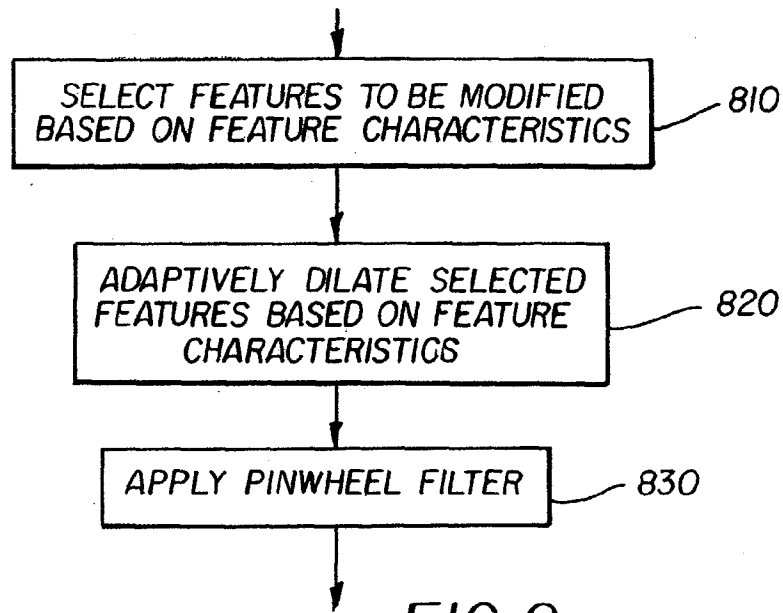 SELECT FEATURES TO BE MODIFIED
BASED ON FEATURE CHARACTERISTICS
810
ADAPTIVELY DILATE SELECTED
FEATURES BASED ON FEATURE
CHARACTERISTICS
820
APPLY PINWHEEL FILTER
830